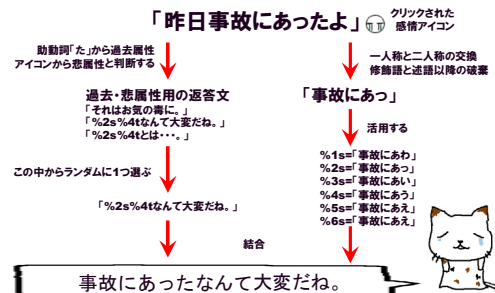 「昨日事故にあったよ」
クリックされた
感情アイコン
助動詞「た」から過去属性
アイコンから悲属性と判断する
一人称と二人称の交換
修飾語と述語以降の破棄
過去・悲属性用の返答文
「それはお気の毒に。」
「%2s%4tなんて大変だね。」
「%2s%4tとは・・・。」
「事故にあっ」
活用する
この中からランダムに1つ選ぶ
%1s=「事故にあわ」
%2s=「事故にあっ」
%3s=「事故にあい」
%4s=「事故にあう」
%5s=「事故にあえ」
%6s=「事故にあえ」
「%2s%4tなんて大変だね。」
結合
事故にあったなんて大変だね。